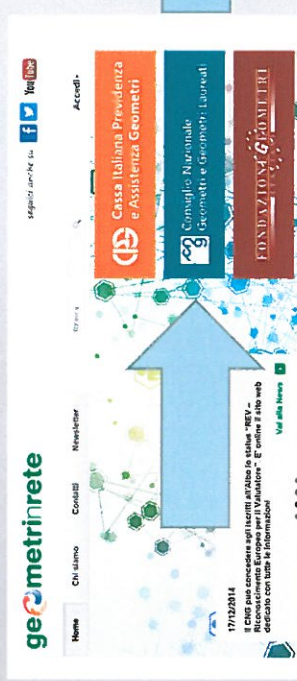 geometrinrete
seguici anche su
You Tube
Home
Chi siamo
Contatti
Newsletter
Accedi
Cassa Italiana Previdenza
e Assistenza Geometri
Consiglio Nazionale
Geometri e Geometri Laureati
FONDAZIONE GEOMETRI
17/12/2014
Il CNG può concedere agli iscritti all'Albo lo status "REV –
Riconoscimento Europeo per il Valutatore" E' online il sito web
dedicato con tutte le informazioni
Vai alla News